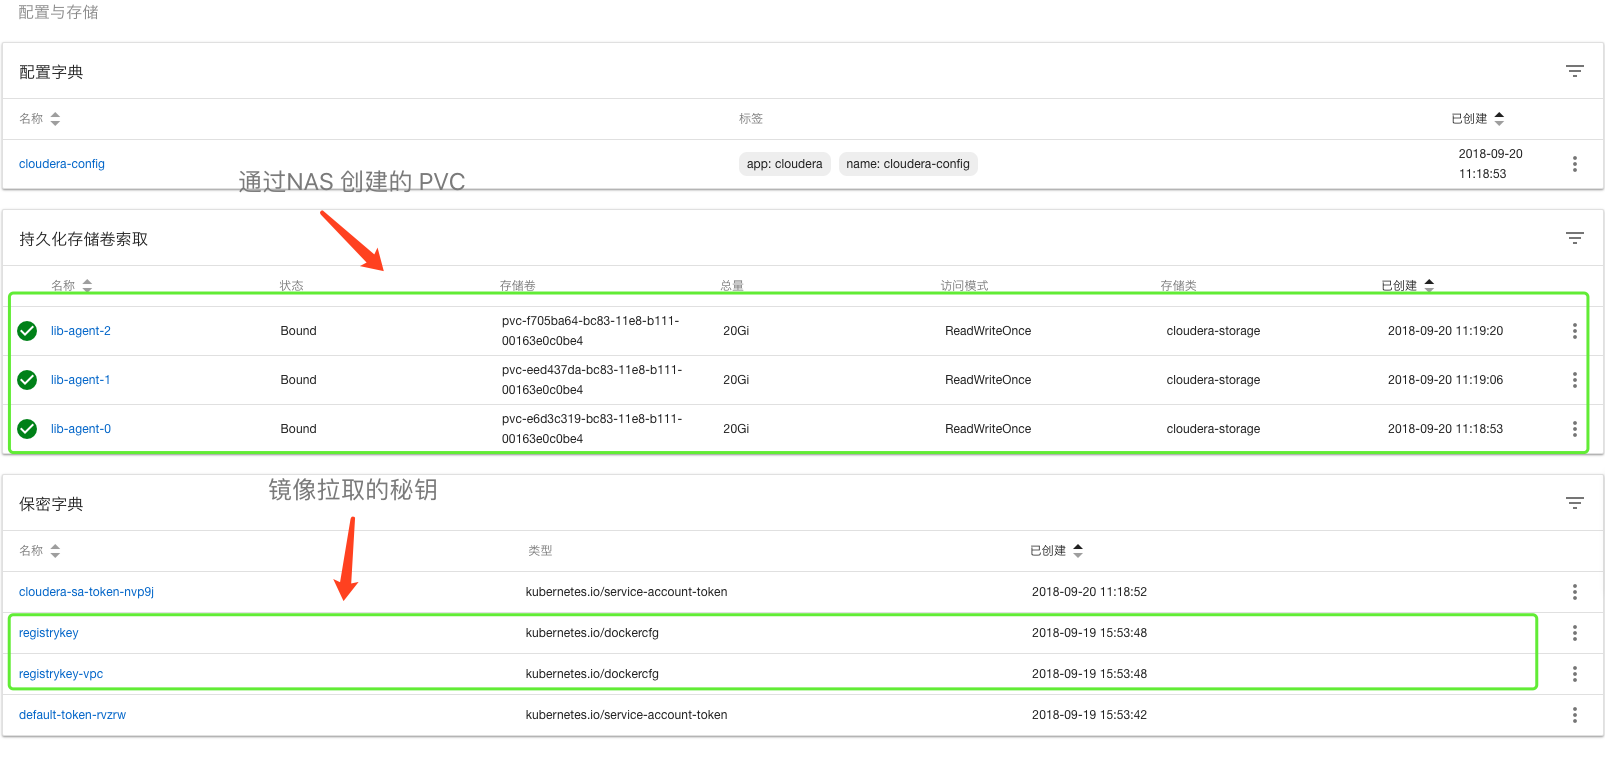 配置与存储
配置字典
名称 标签 已创建
cloudera-config app: cloudera name: cloudera-config 2018-09-20 11:18:53
通过NAS 创建的 PVC
持久化存储卷索取
名称 状态 存储卷 总量 访问模式 存储类 已创建
lib-agent-2 Bound pvc-f705ba64-bc83-11e8-b111-00163e0c0be4 20Gi ReadWriteOnce cloudera-storage 2018-09-20 11:19:20
lib-agent-1 Bound pvc-eed437da-bc83-11e8-b111-00163e0c0be4 20Gi ReadWriteOnce cloudera-storage 2018-09-20 11:19:06
lib-agent-0 Bound pvc-e6d3c319-bc83-11e8-b111-00163e0c0be4 20Gi ReadWriteOnce cloudera-storage 2018-09-20 11:18:53
镜像拉取的秘钥
保密字典
名称 类型 已创建
cloudera-sa-token-nvp9j kubernetes.io/service-account-token 2018-09-20 11:18:52
registrykey kubernetes.io/dockercfg 2018-09-19 15:53:48
registrykey-vpc kubernetes.io/dockercfg 2018-09-19 15:53:48
default-token-rvzrw kubernetes.io/service-account-token 2018-09-19 15:53:42